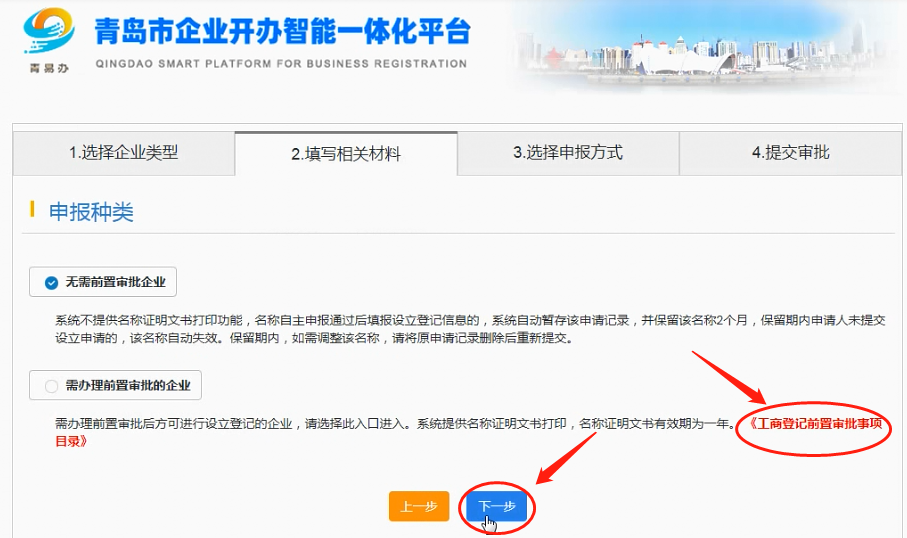 青岛市企业开办智能一体化平台
青易办
QINGDAO SMART PLATFORM FOR BUSINESS REGISTRATION
1.选择企业类型
2.填写相关材料
3.选择申报方式
4.提交审批
申报种类
无需前置审批企业
系统不提供名称证明文书打印功能，名称自主申报通过后填报设立登记信息的，系统自动暂存该申请记录，并保留该名称2个月，保留期内申请人未提交
设立申请的，该名称自动失效。保留期内，如需调整该名称，请将原申请记录删除后重新提交。
需办理前置审批的企业
需办理前置审批后方可进行设立登记的企业，请选择此入口进入。系统提供名称证明文书打印，名称证明文书有效期为一年。《工商登记前置审批事项
目录》
上一步
下一步